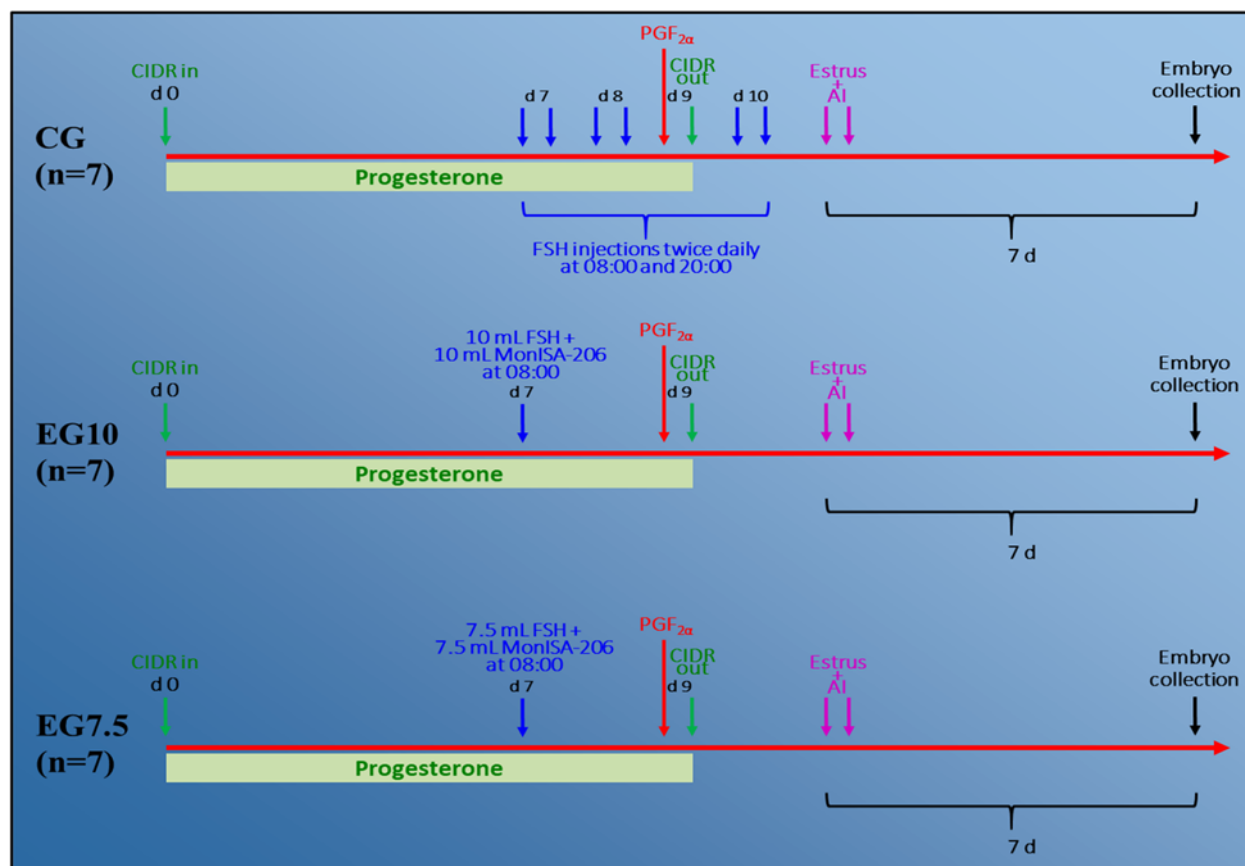 PGF2α
CIDR in
d 0
d 7
d 8
CIDR
out
d 9
d 10
Estrus
+
AI
Embryo
collection
CG
(n=7)
Progesterone
FSH injections twice daily
at 08:00 and 20:00
7 d
10 mL FSH +
10 mL MonISA-206
at 08:00
PGF2α
CIDR in
d 0
d 7
CIDR
out
d 9
Estrus
+
AI
Embryo
collection
EG10
(n=7)
Progesterone
7 d
7.5 mL FSH +
7.5 mL MonISA-206
at 08:00
PGF2α
CIDR in
d 0
d 7
CIDR
out
d 9
Estrus
+
AI
Embryo
collection
EG7.5
(n=7)
Progesterone
7 d